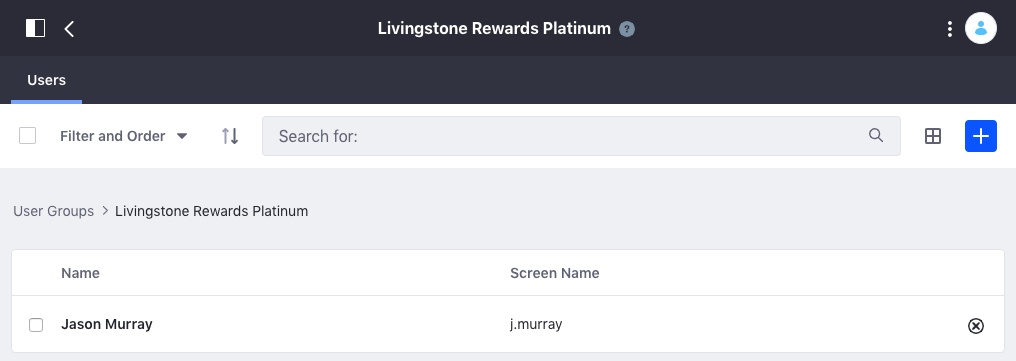 Livingstone Rewards Platinum ?
Users
Filter and Order
Search for:
User Groups > Livingstone Rewards Platinum
Name Screen Name
Jason Murray j.murray